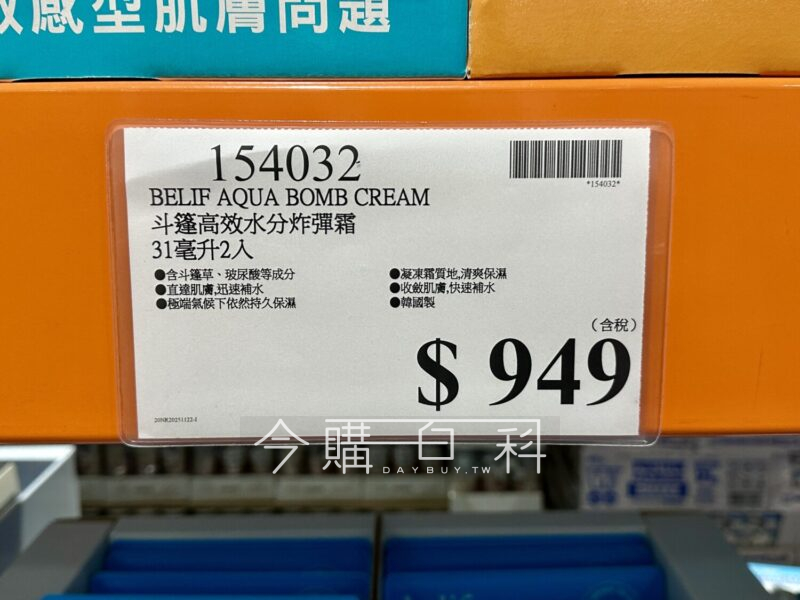 敏感型肌膚問題
154032
*154032*
BELIF AQUA BOMB CREAM
斗篷高效水分炸彈霜
31毫升2入
●含斗篷草、玻尿酸等成分
●直達肌膚,迅速補水
●極端氣候下依然持久保濕
●凝凍霜質地,清爽保濕
●收斂肌膚,快速補水
●韓國製
(含稅)
$ 949
20NR20251122-1
今購百科
DAYBUY.TW